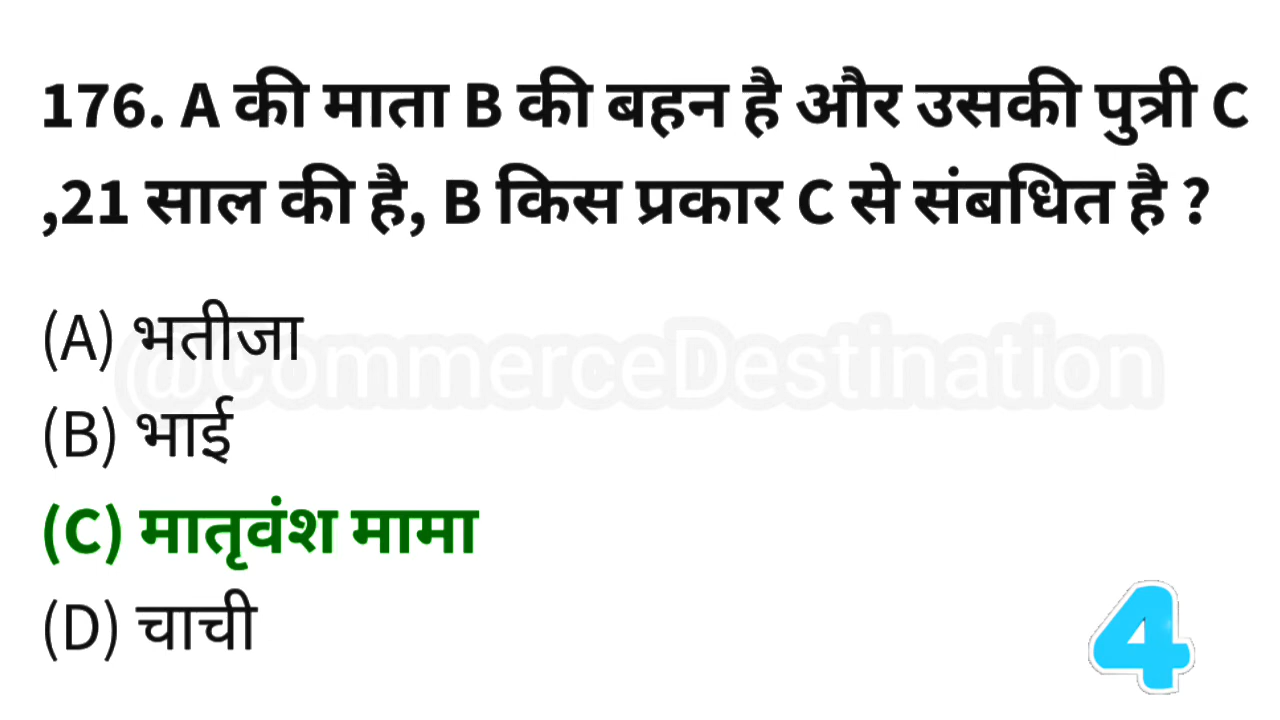 176. A की माता B की बहन है और उसकी पुत्री C
,21 साल की है, B किस प्रकार C से संबधित है ?
(A) भतीजा
@CommerceDestination
(B) भाई
(C) मातृवंश मामा
(D) चाची
4